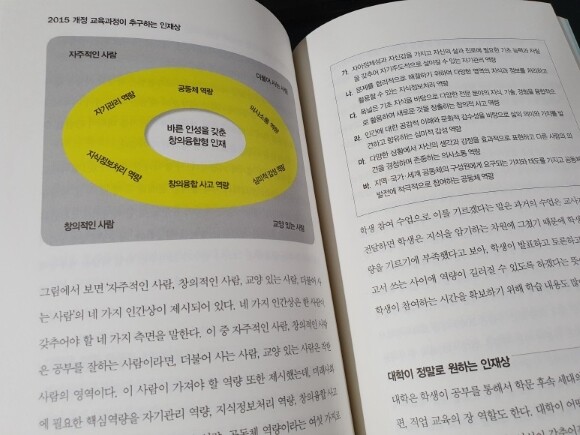 2015 개정 교육과정이 추구하는 인재상
자주적인 사람
더불어 사는 사람
자기관리 역량
공동체 역량
의사소통 역량
바른 인성을 갖춘
창의융합형 인재
지식정보처리 역량
창의융합 사고 역량
심미적 감성 역량
창의적인 사람
교양 있는 사람
그림에서 보면 '자주적인 사람, 창의적인 사람, 교양 있는 사람, 더불어 사
는 사람'의 네 가지 인간상이 제시되어 있다. 네 가지 인간상은 한 사람이
갖추어야 할 네 가지 측면을 말한다. 이 중 자주적인 사람, 창의적인 사람
은 공부를 잘하는 사람이라면, 더불어 사는 사람, 교양 있는 사람은 착한
사람의 영역이다. 이 사람이 가져야 할 역량 또한 제시했는데, 미래사회
에 필요한 핵심역량을 자기관리 역량, 지식정보처리 역량, 창의융합 사고
공동체 역량이라는 여섯 가지로
가. 자아정체성과 자신감을 가지고 자신의 삶과 진로에 필요한 기초 능력과 자질
을 갖추어 자기주도적으로 살아갈 수 있는 자기관리 역량
나. 문제를 합리적으로 해결하기 위하여 다양한 영역의 지식과 정보를 처리하고
활용할 수 있는 지식정보처리 역량
다. 폭넓은 기초 지식을 바탕으로 다양한 전문 분야의 지식, 기술, 경험을 융합적으
로 활용하여 새로운 것을 창출하는 창의적 사고 역량
라. 인간에 대한 공감적 이해와 문화적 감수성을 바탕으로 삶의 의미와 가치를 발
견하고 향유하는 심미적 감성 역량
마. 다양한 상황에서 자신의 생각과 감정을 효과적으로 표현하고 다른 사람의 의
견을 경청하며 존중하는 의사소통 역량
바. 지역·국가·세계 공동체의 구성원에게 요구되는 가치와 태도를 가지고 공동체
발전에 적극적으로 참여하는 공동체 역량
학생 참여 수업으로 이를 기르겠다는 말은 과거의 수업은 교사가
전달하면 학생은 지식을 암기하는 차원에 그쳤기 때문에 학생
량을 기르기에 부족했다고 보아, 학생이 발표하고 토론하고
고서 쓰는 사이에 역량이 길러질 수 있도록 하겠다는 뜻이
학생이 참여하는 시간을 확보하기 위해 학습 내용도 많이
대학이 정말로 원하는 인재상
대학은 학생이 공부를 통해서 학문 후속 세대의
편, 직업 교육의 장 역할도 한다. 대학이 어떤